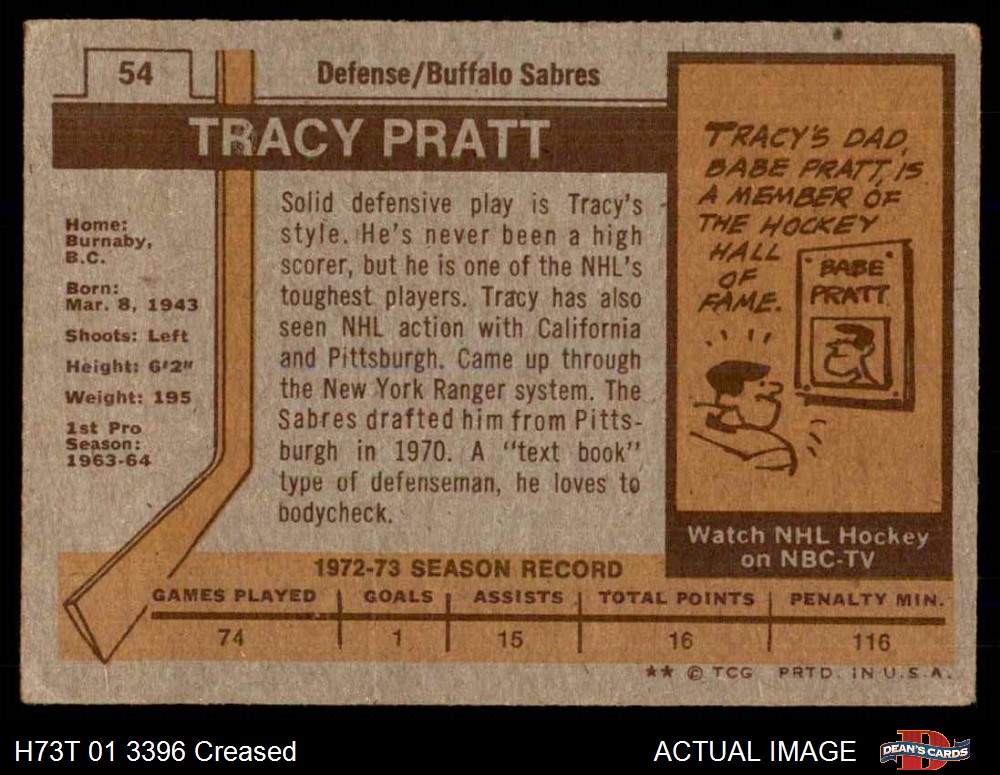 54
Defense/Buffalo Sabres
TRACY PRATT
Home:
Burnaby,
B.C.
Born:
Mar. 8, 1943
Shoots: Left
Height: 6'2"
Weight: 195
1st Pro
Season:
1963-64
Solid defensive play is Tracy's
style. He's never been a high
scorer, but he is one of the NHL's
toughest players. Tracy has also
seen NHL action with California
and Pittsburgh. Came up through
the New York Ranger system. The
Sabres drafted him from Pitts-
burgh in 1970. A "text book"
type of defenseman, he loves to
bodycheck.
TRACY'S DAD,
BABE PRATT, IS
A MEMBER OF
THE HOCKEY
HALL
OF
FAME.
BABE
PRATT
Watch NHL Hockey
on NBC-TV
1972-73 SEASON RECORD
GAMES PLAYED GOALS ASSISTS TOTAL POINTS PENALTY MIN.
74 1 15 16 116
** © TCG PRTD. IN U.S.A.
H73T 01 3396 Creased
ACTUAL IMAGE
DEAN'S CARDS